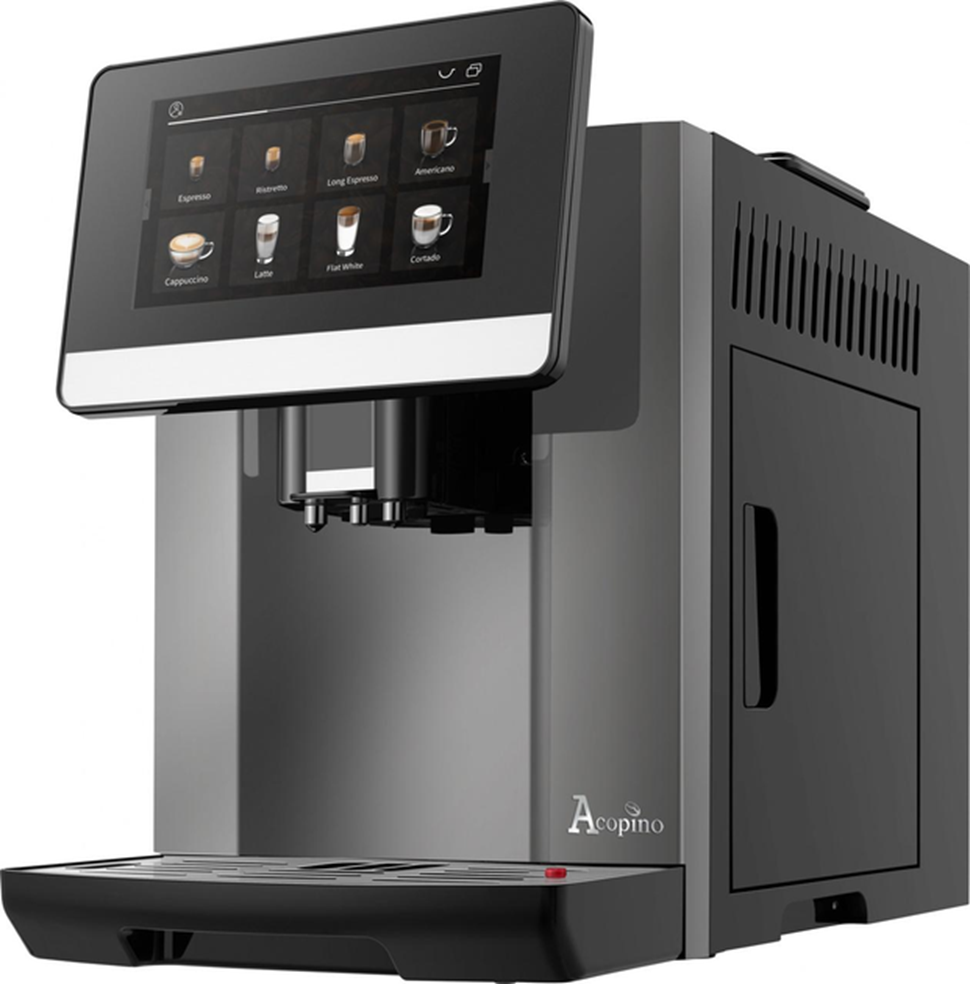 Espresso
Ristretto
Long Espresso
Americano
Cappuccino
Latte
Flat White
Cortado
Acopino